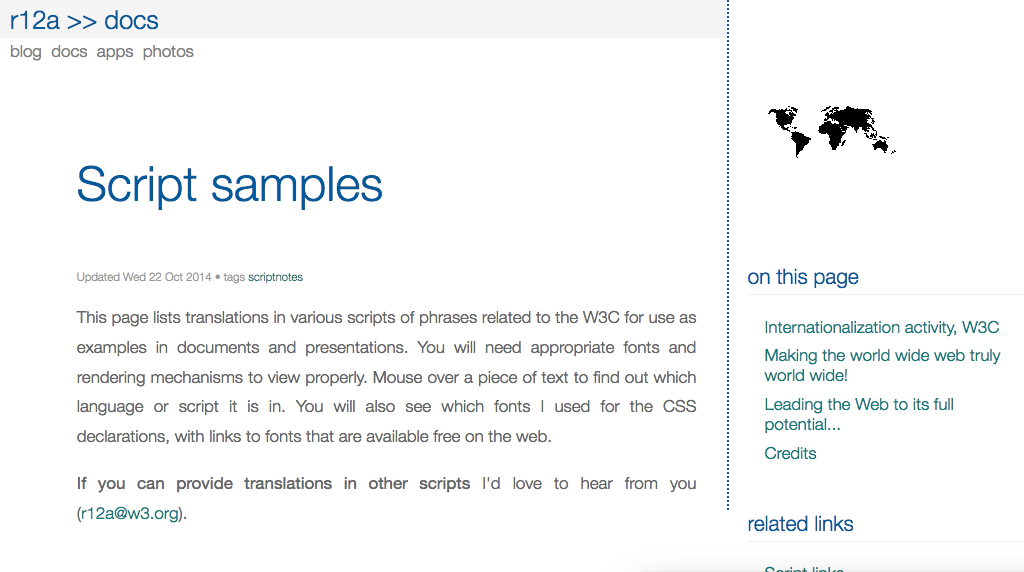 r12a >> docs
blog docs apps photos
Script samples
Updated Wed 22 Oct 2014 • tags scriptnotes
This page lists translations in various scripts of phrases related to the W3C for use as
examples in documents and presentations. You will need appropriate fonts and
rendering mechanisms to view properly. Mouse over a piece of text to find out which
language or script it is in. You will also see which fonts I used for the CSS
declarations, with links to fonts that are available free on the web.
If you can provide translations in other scripts I'd love to hear from you
(r12a@w3.org).
on this page
Internationalization activity, W3C
Making the world wide web truly
world wide!
Leading the Web to its full
potential...
Credits
related links
Script links